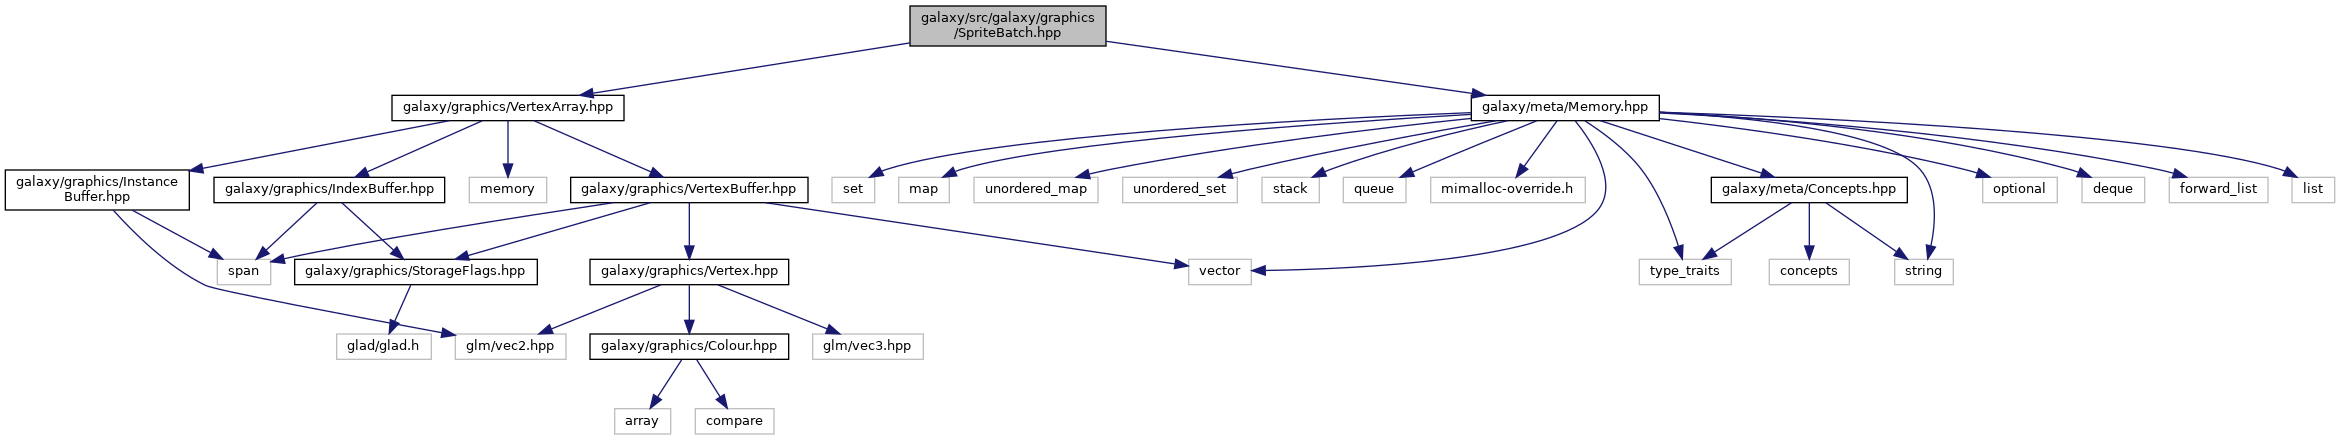 galaxy/src/galaxy/graphics
/SpriteBatch.hpp
galaxy/graphics/VertexArray.hpp
galaxy/meta/Memory.hpp
galaxy/graphics/Instance
Buffer.hpp
galaxy/graphics/IndexBuffer.hpp
memory
galaxy/graphics/VertexBuffer.hpp
set
map
unordered_map
unordered_set
stack
queue
mimalloc-override.h
galaxy/meta/Concepts.hpp
optional
deque
forward_list
list
span
galaxy/graphics/StorageFlags.hpp
galaxy/graphics/Vertex.hpp
vector
type_traits
concepts
string
glad/glad.h
glm/vec2.hpp
galaxy/graphics/Colour.hpp
glm/vec3.hpp
array
compare